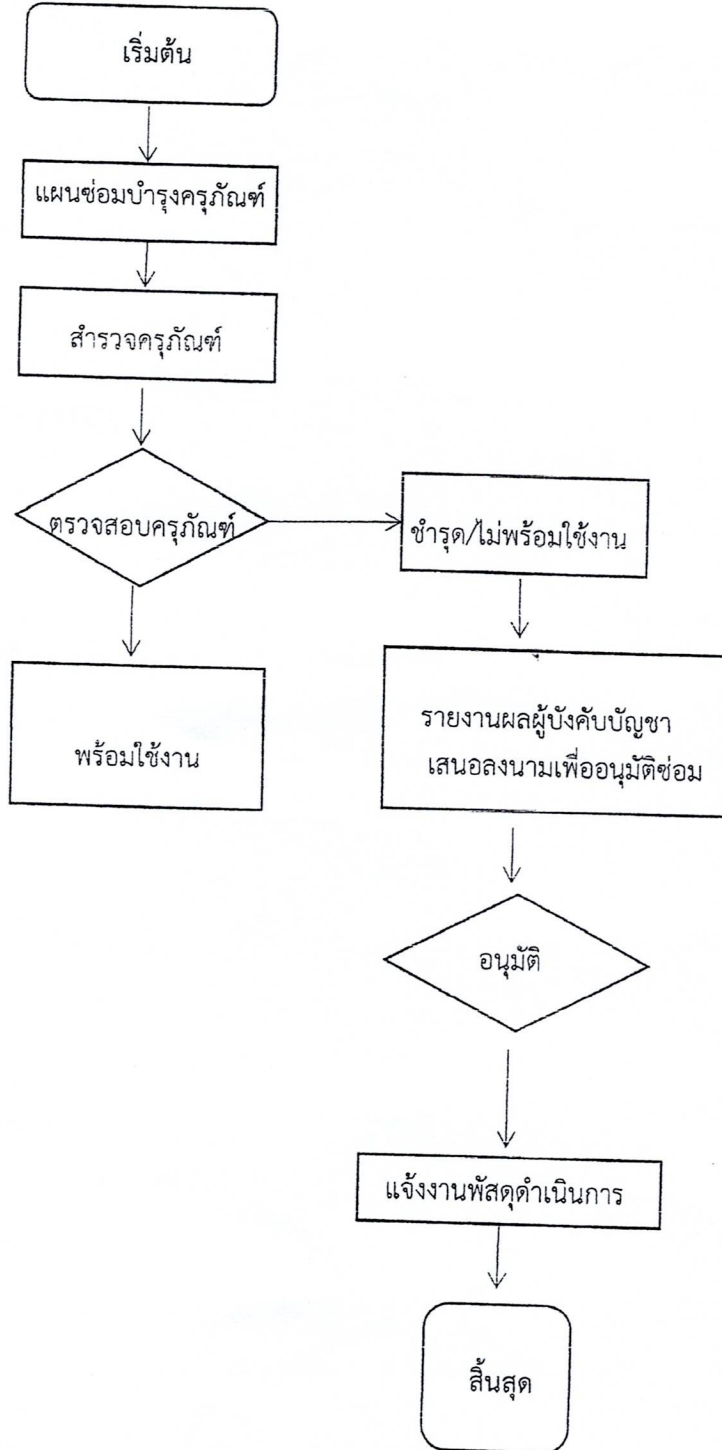 เริ่มต้น
แผนซ่อมบำรุงครุภัณฑ์
สำรวจครุภัณฑ์
ตรวจสอบครุภัณฑ์
ชำรุด/ไม่พร้อมใช้งาน
พร้อมใช้งาน
รายงานผลผู้บังคับบัญชา
เสนอลงนามเพื่ออนุมัติซ่อม
อนุมัติ
แจ้งงานพัสดุดำเนินการ
สิ้นสุด